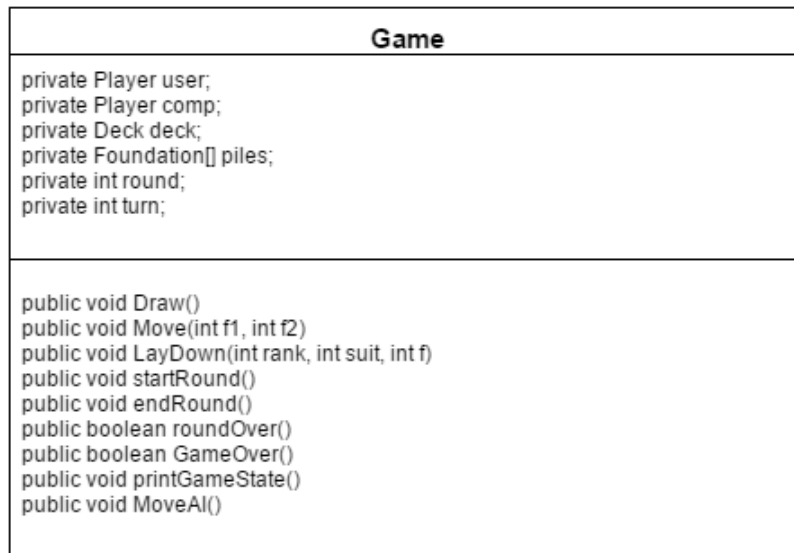 Game
private Player user;
private Player comp;
private Deck deck;
private Foundation[] piles;
private int round;
private int turn;
public void Draw()
public void Move(int f1, int f2)
public void LayDown(int rank, int suit, int f)
public void startRound()
public void endRound()
public boolean roundOver()
public boolean GameOver()
public void printGameState()
public void MoveAI()